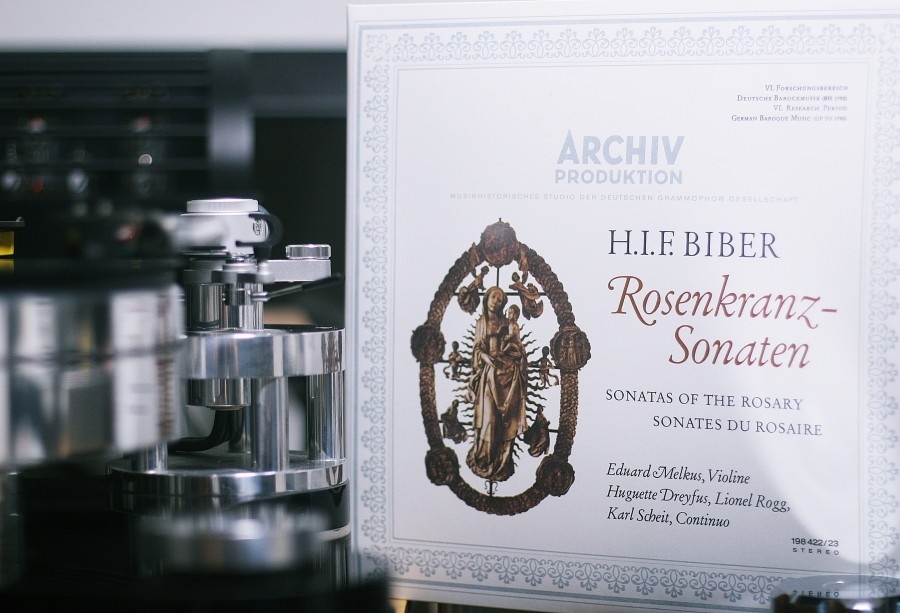 VI. Forschungsbereich
Deutsche Barockmusik
VI. Research Period
German Baroque Music
ARCHIV
PRODUKTION
MUSIKHISTORISCHES STUDIO DER DEUTSCHEN GRAMMOPHON GESELLSCHAFT
H.I.F. BIBER
Rosenkranz-
Sonaten
SONATAS OF THE ROSARY
SONATES DU ROSAIRE
Eduard Melkus, Violine
Huguette Dreyfus, Lionel Rogg,
Karl Scheit, Continuo
198 422/23
STEREO
STEREO